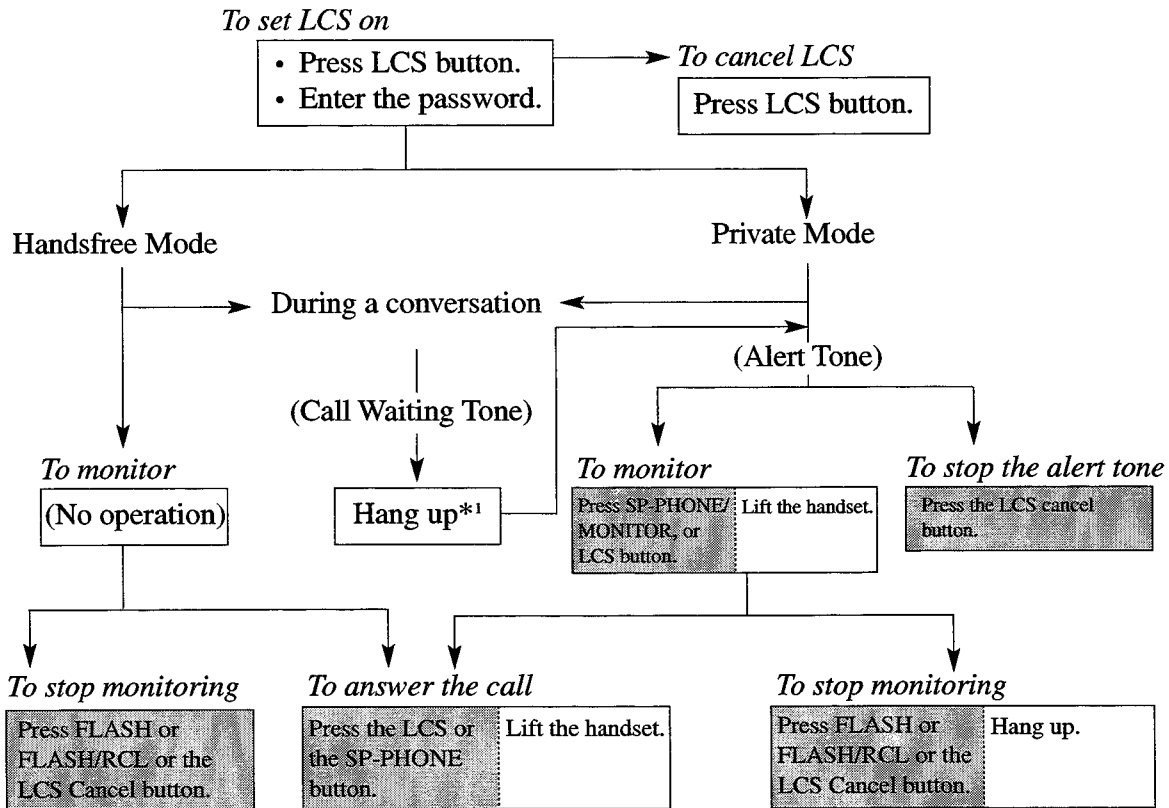 To set LCS on
• Press LCS button.
• Enter the password.
To cancel LCS
Press LCS button.
Handsfree Mode
Private Mode
During a conversation
(Alert Tone)
(Call Waiting Tone)
To monitor
(No operation)
Hang up*¹
To monitor
Press SP-PHONE/
MONITOR, or
LCS button.
Lift the handset.
To stop the alert tone
Press the LCS cancel
button.
To stop monitoring
Press FLASH or
FLASH/RCL or the
LCS Cancel button.
To answer the call
Press the LCS or
the SP-PHONE
button.
Lift the handset.
To stop monitoring
Press FLASH or
FLASH/RCL or the
LCS Cancel button.
Hang up.